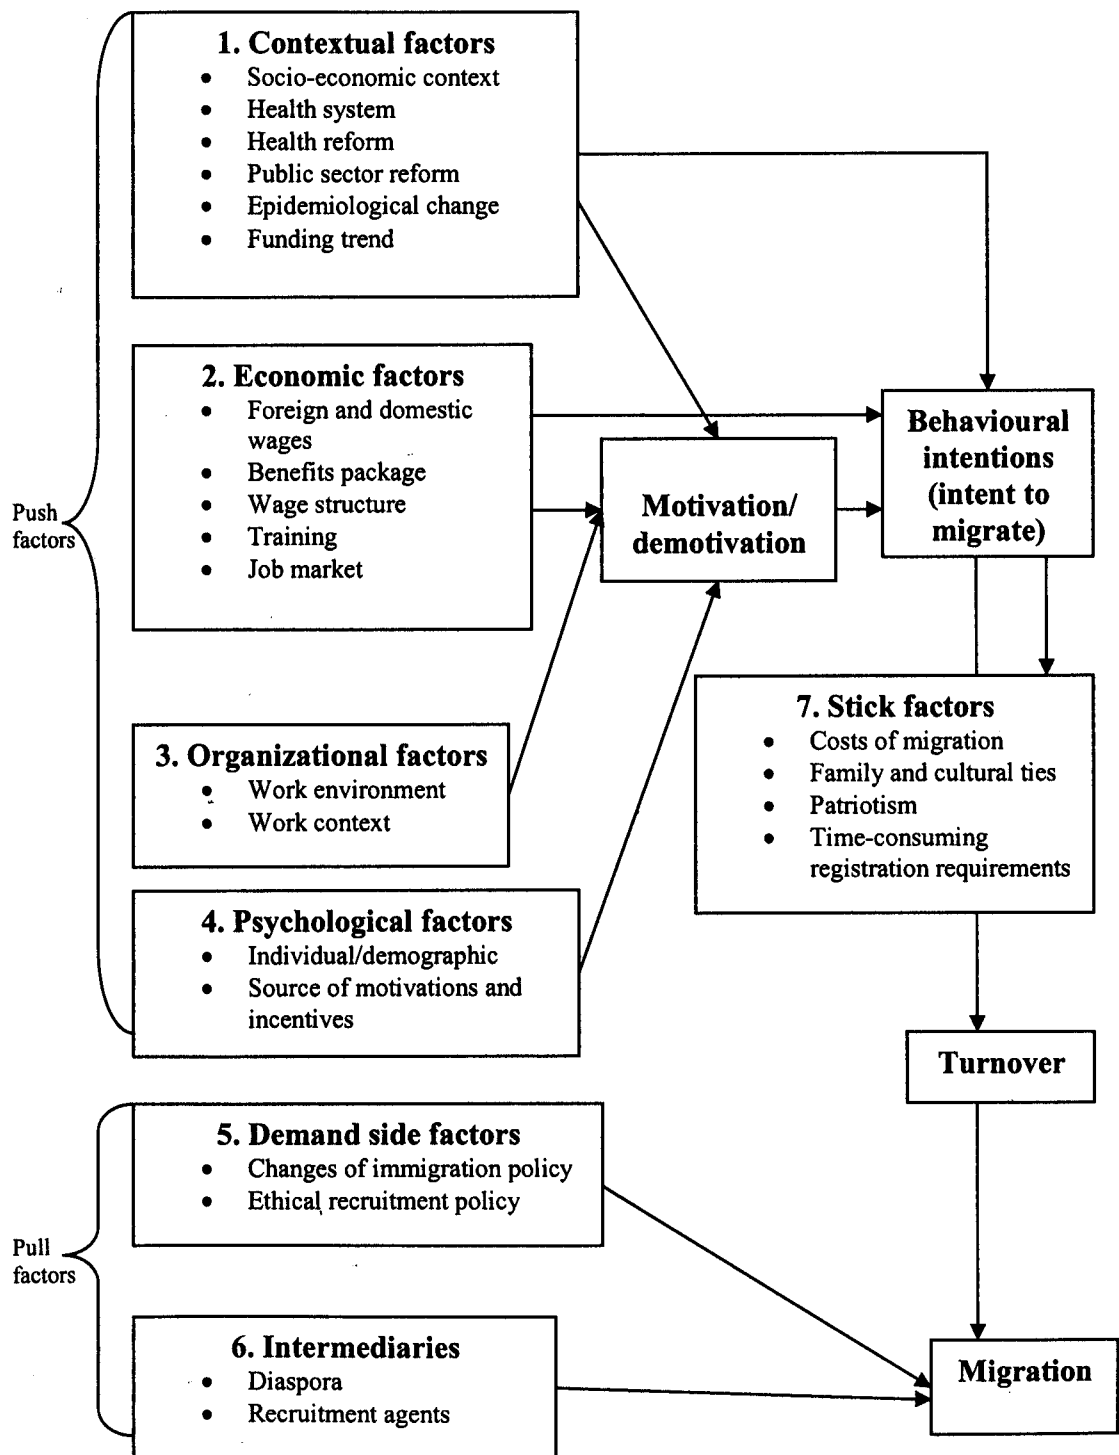 1. Contextual factors
• Socio-economic context
• Health system
• Health reform
• Public sector reform
• Epidemiological change
• Funding trend
2. Economic factors
• Foreign and domestic
wages
• Benefits package
• Wage structure
• Training
• Job market
Push
factors
Motivation/
demotivation
Behavioural
intentions
(intent to
migrate)
3. Organizational factors
• Work environment
• Work context
7. Stick factors
• Costs of migration
• Family and cultural ties
• Patriotism
• Time-consuming
registration requirements
4. Psychological factors
• Individual/demographic
• Source of motivations and
incentives
Turnover
5. Demand side factors
• Changes of immigration policy
• Ethical recruitment policy
Pull
factors
6. Intermediaries
• Diaspora
• Recruitment agents
Migration